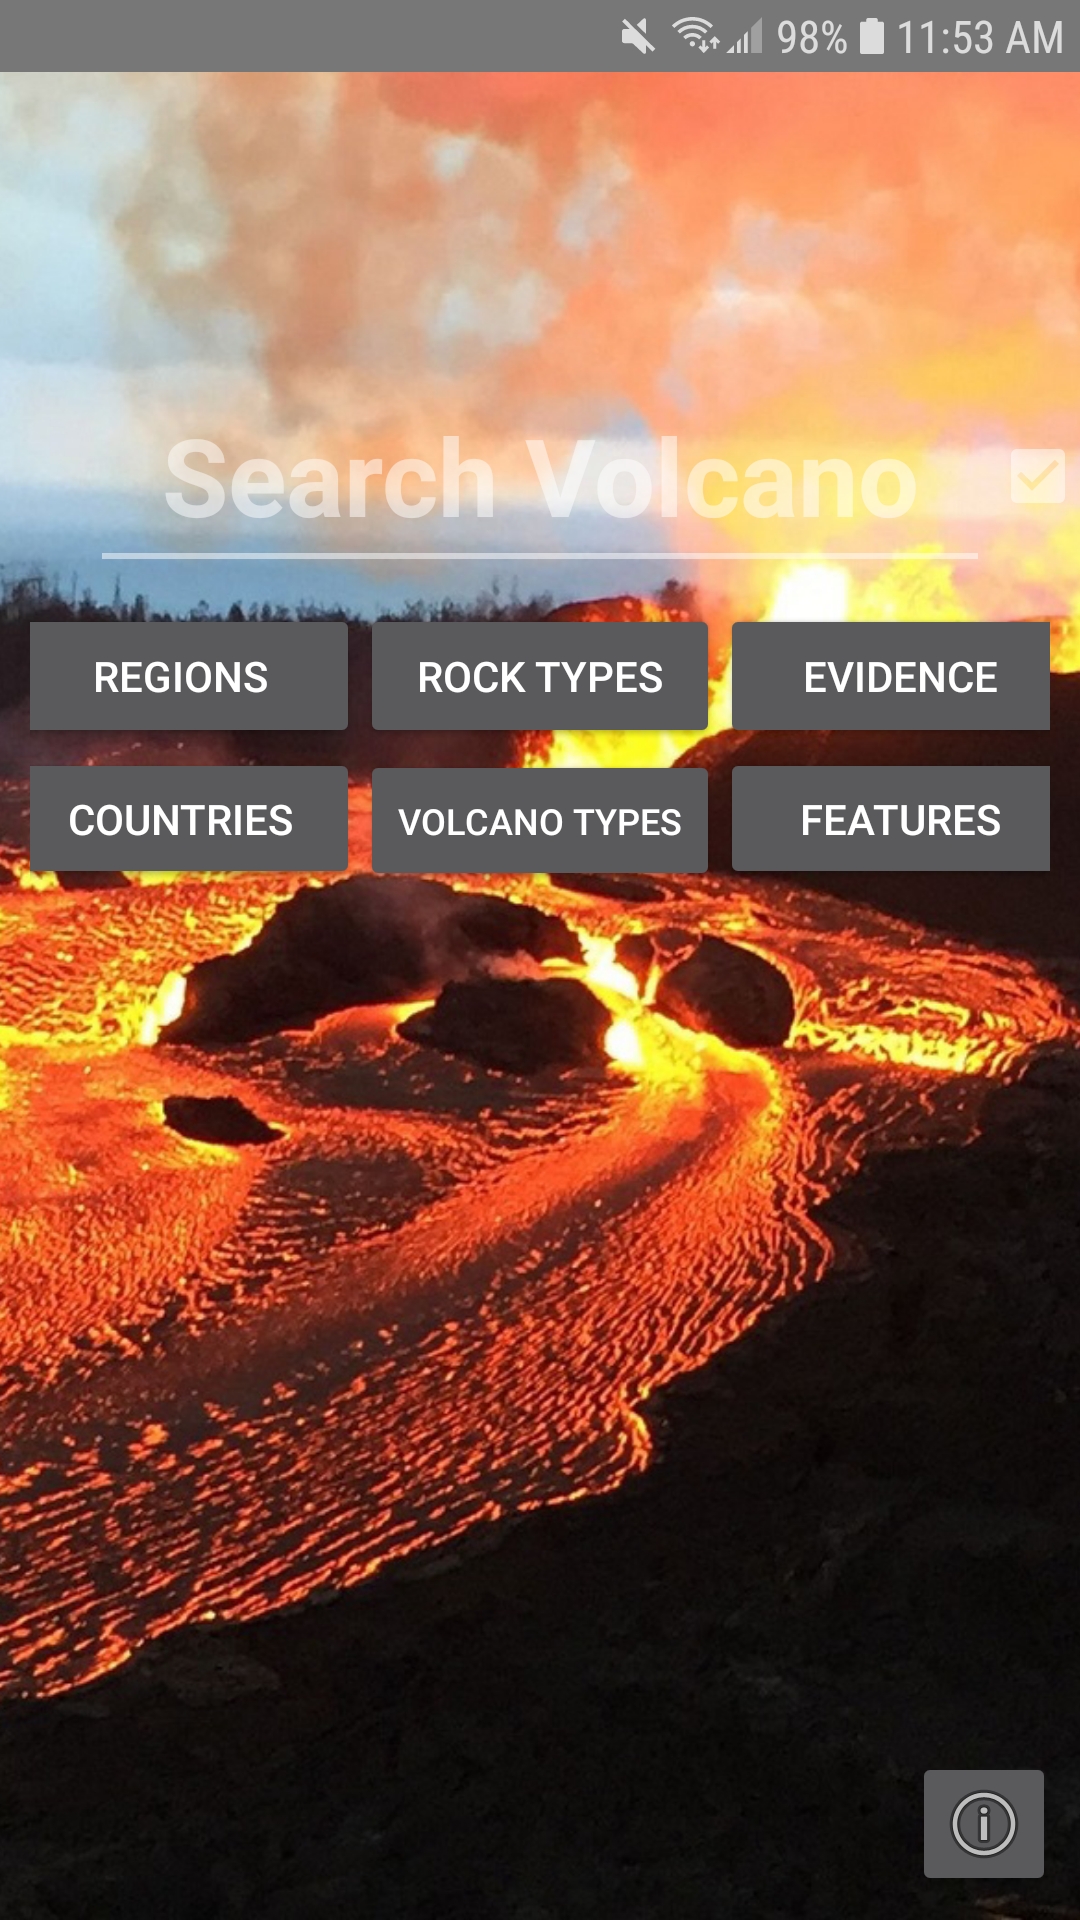 98% 11:53 AM
Search Volcano
REGIONS ROCK TYPES EVIDENCE
COUNTRIES VOLCANO TYPES FEATURES
i